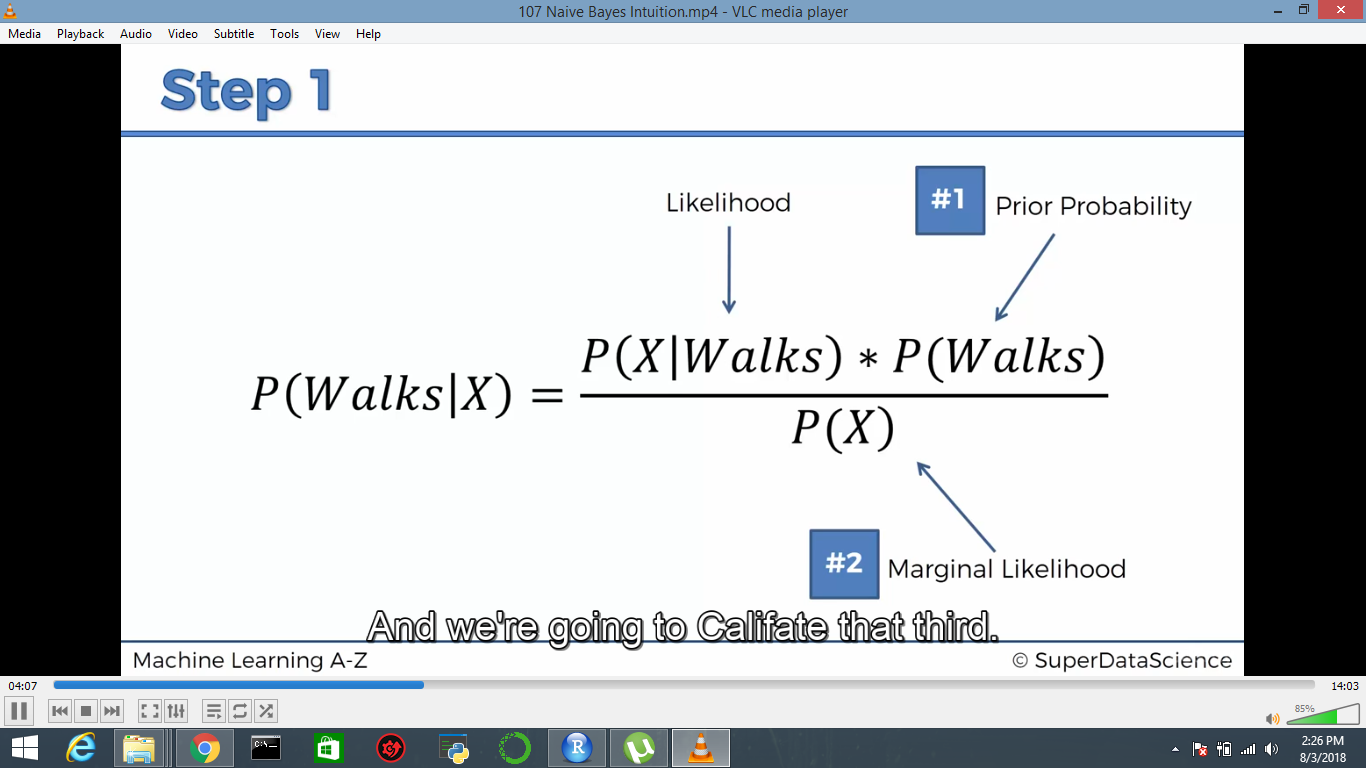 107 Naive Bayes Intuition.mp4 - VLC media player
Media Playback Audio Video Subtitle Tools View Help
Step 1
Likelihood
#1 Prior Probability
P(X|Walks) ∗ P(Walks)
P(Walks|X) =
P(X)
#2 Marginal Likelihood
And we're going to Califate that third.
Machine Learning A-Z © SuperDataScience
04:07 14:03
85%
C:\_
R
2:26 PM
8/3/2018